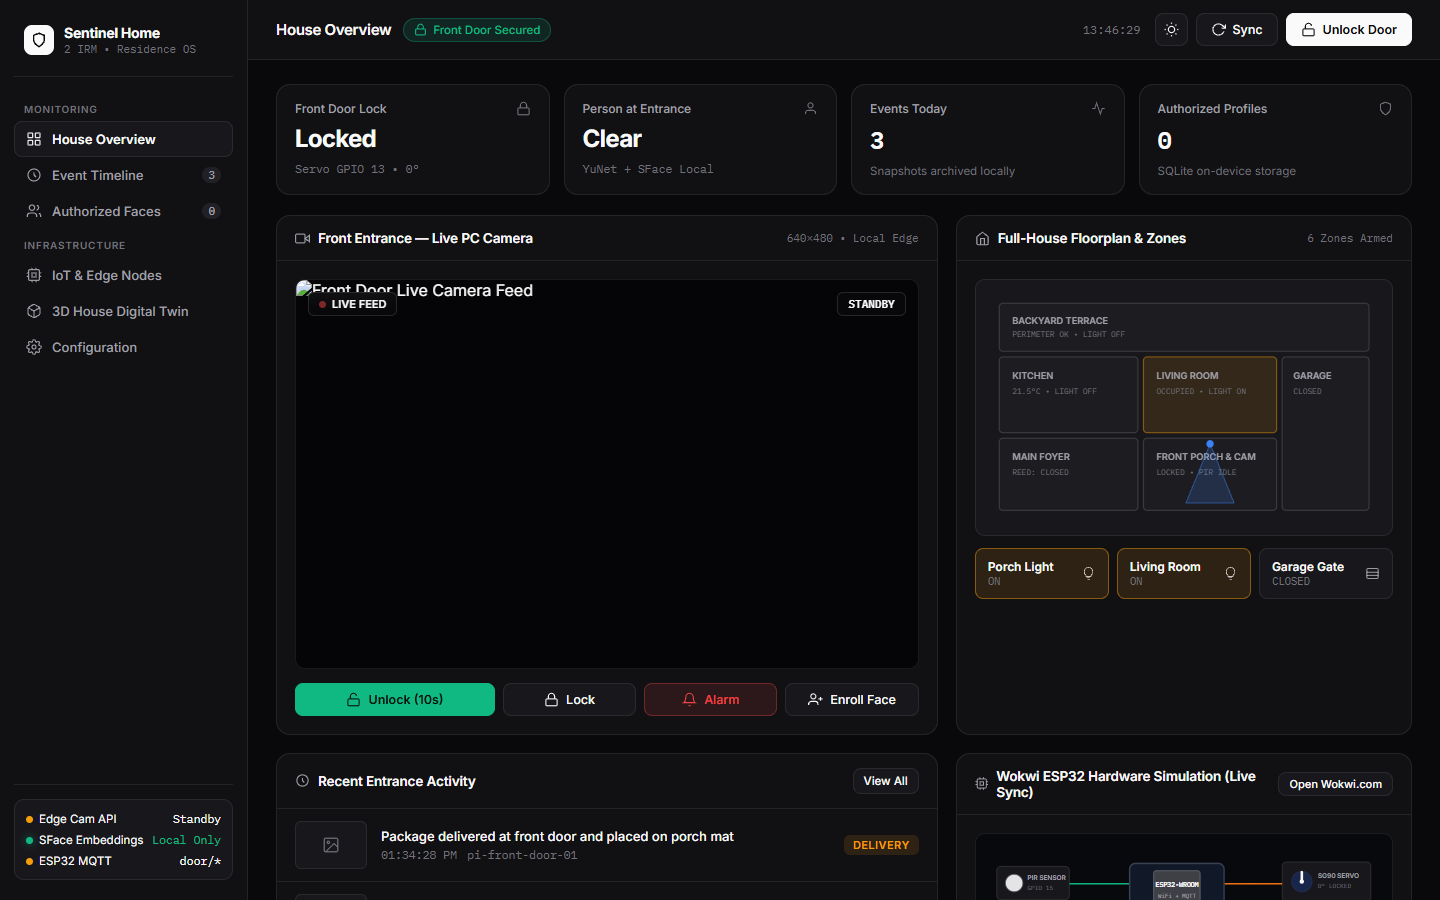 Sentinel Home
2 IRM • Residence OS
MONITORING
House Overview
Event Timeline
3
Authorized Faces
0
INFRASTRUCTURE
IoT & Edge Nodes
3D House Digital Twin
Configuration
Edge Cam API
Standby
SFace Embeddings
Local Only
ESP32 MQTT
door/*
House Overview
Front Door Secured
13:46:29
Sync
Unlock Door
Front Door Lock
Locked
Servo GPIO 13 • 0°
Person at Entrance
Clear
YuNet + SFace Local
Events Today
3
Snapshots archived locally
Authorized Profiles
0
SQLite on-device storage
Front Entrance — Live PC Camera
640×480 • Local Edge
Front Door Live Camera Feed
LIVE FEED
STANDBY
Unlock (10s)
Lock
Alarm
Enroll Face
Full-House Floorplan & Zones
6 Zones Armed
BACKYARD TERRACE
PERIMETER OK • LIGHT OFF
KITCHEN
21.5°C • LIGHT OFF
LIVING ROOM
OCCUPIED • LIGHT ON
GARAGE
CLOSED
MAIN FOYER
REED: CLOSED
FRONT PORCH & CAM
LOCKED • PIR IDLE
Porch Light
ON
Living Room
ON
Garage Gate
CLOSED
Recent Entrance Activity
View All
Package delivered at front door and placed on porch mat
01:34:28 PM pi-front-door-01
DELIVERY
Wokwi ESP32 Hardware Simulation (Live
Sync)
Open Wokwi.com
PIR SENSOR
GPIO 15
ESP32-WROOM
WiFi + MQTT
SG90 SERVO
0° LOCKED